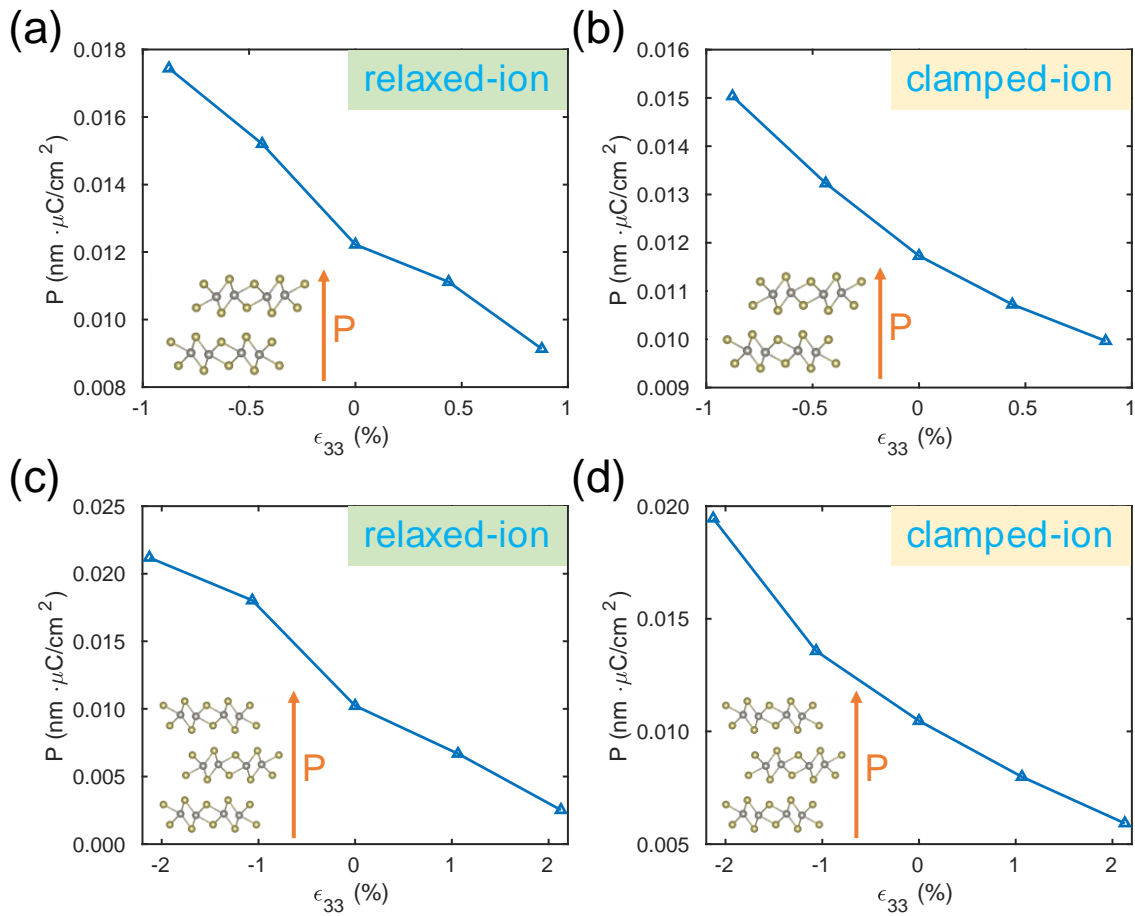 (a)
relaxed-ion
0.018
0.016
0.014
0.012
0.010
0.008
P (nm ·μC/cm 2)
P
-1
-0.5
0
0.5
1
ϵ33 (%)
(b)
clamped-ion
0.016
0.015
0.014
0.013
0.012
0.011
0.010
0.009
P (nm ·μC/cm 2)
P
-1
-0.5
0
0.5
1
ϵ33 (%)
(c)
relaxed-ion
0.025
0.020
0.015
0.010
0.005
0.000
P (nm ·μC/cm 2)
P
-2
-1
0
1
2
ϵ33 (%)
(d)
clamped-ion
0.020
0.015
0.010
0.005
P (nm ·μC/cm 2)
P
-2
-1
0
1
2
ϵ33 (%)